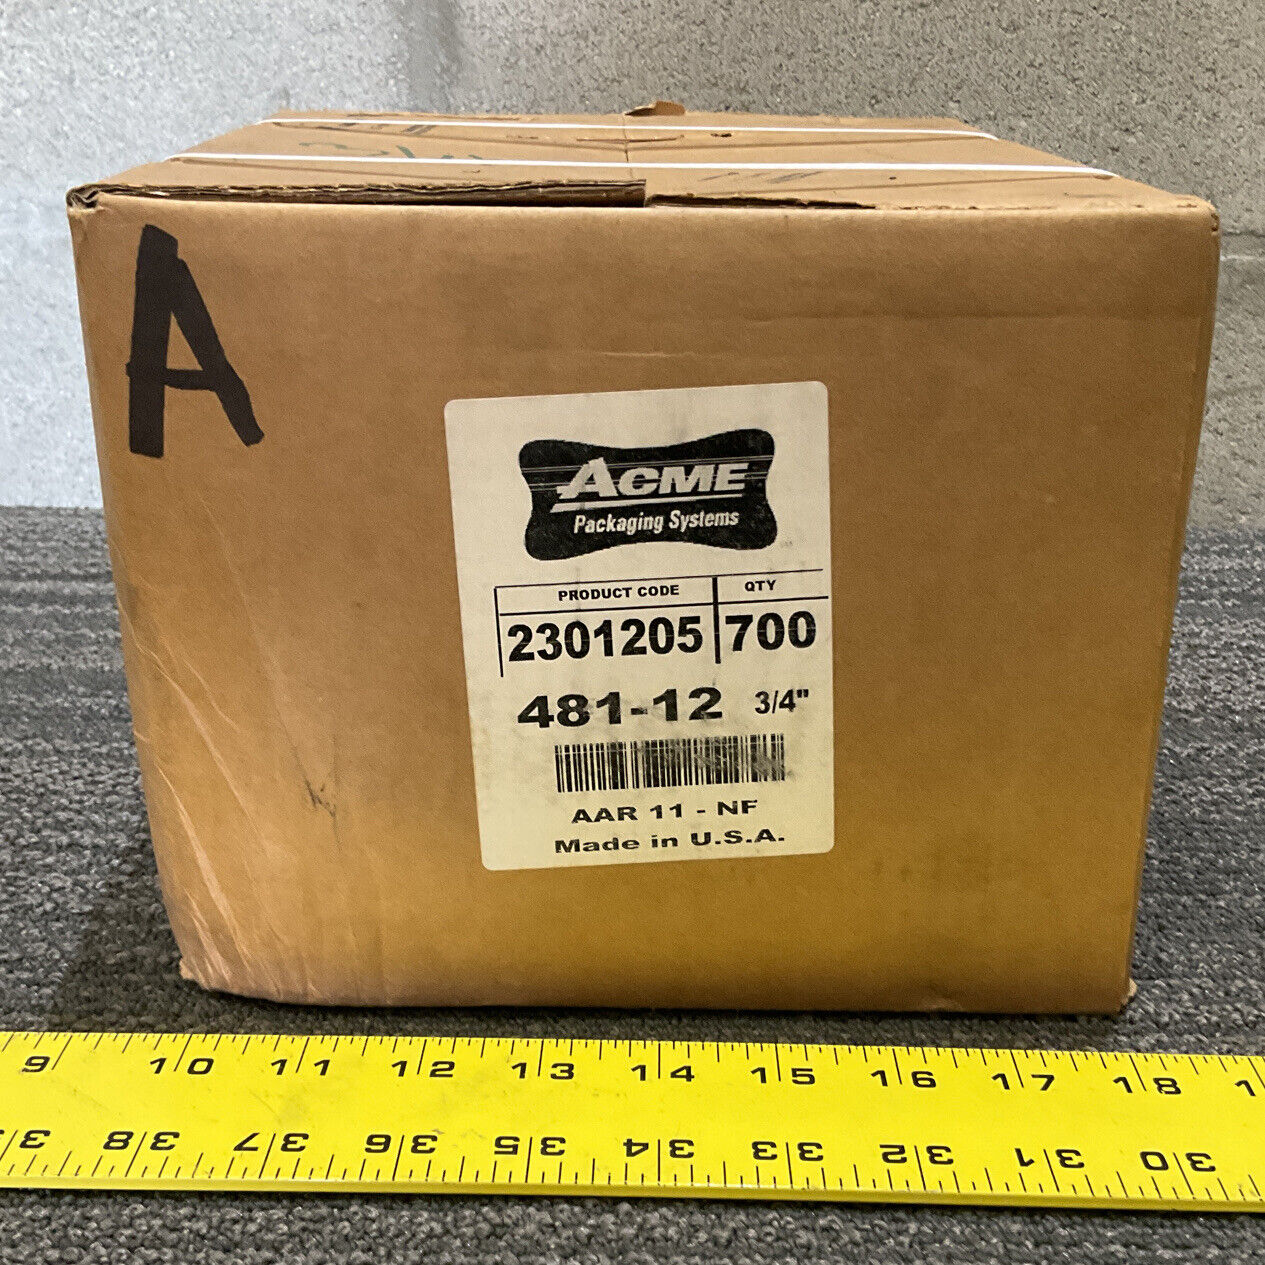 A
ACME
Packaging Systems
PRODUCT CODE QTY
2301205 700
481-12 3/4"
AAR 11 - NF
Made in U.S.A.
9 10 11 12 13 14 15 16 17 18
38 37 36 35 34 33 32 31 30